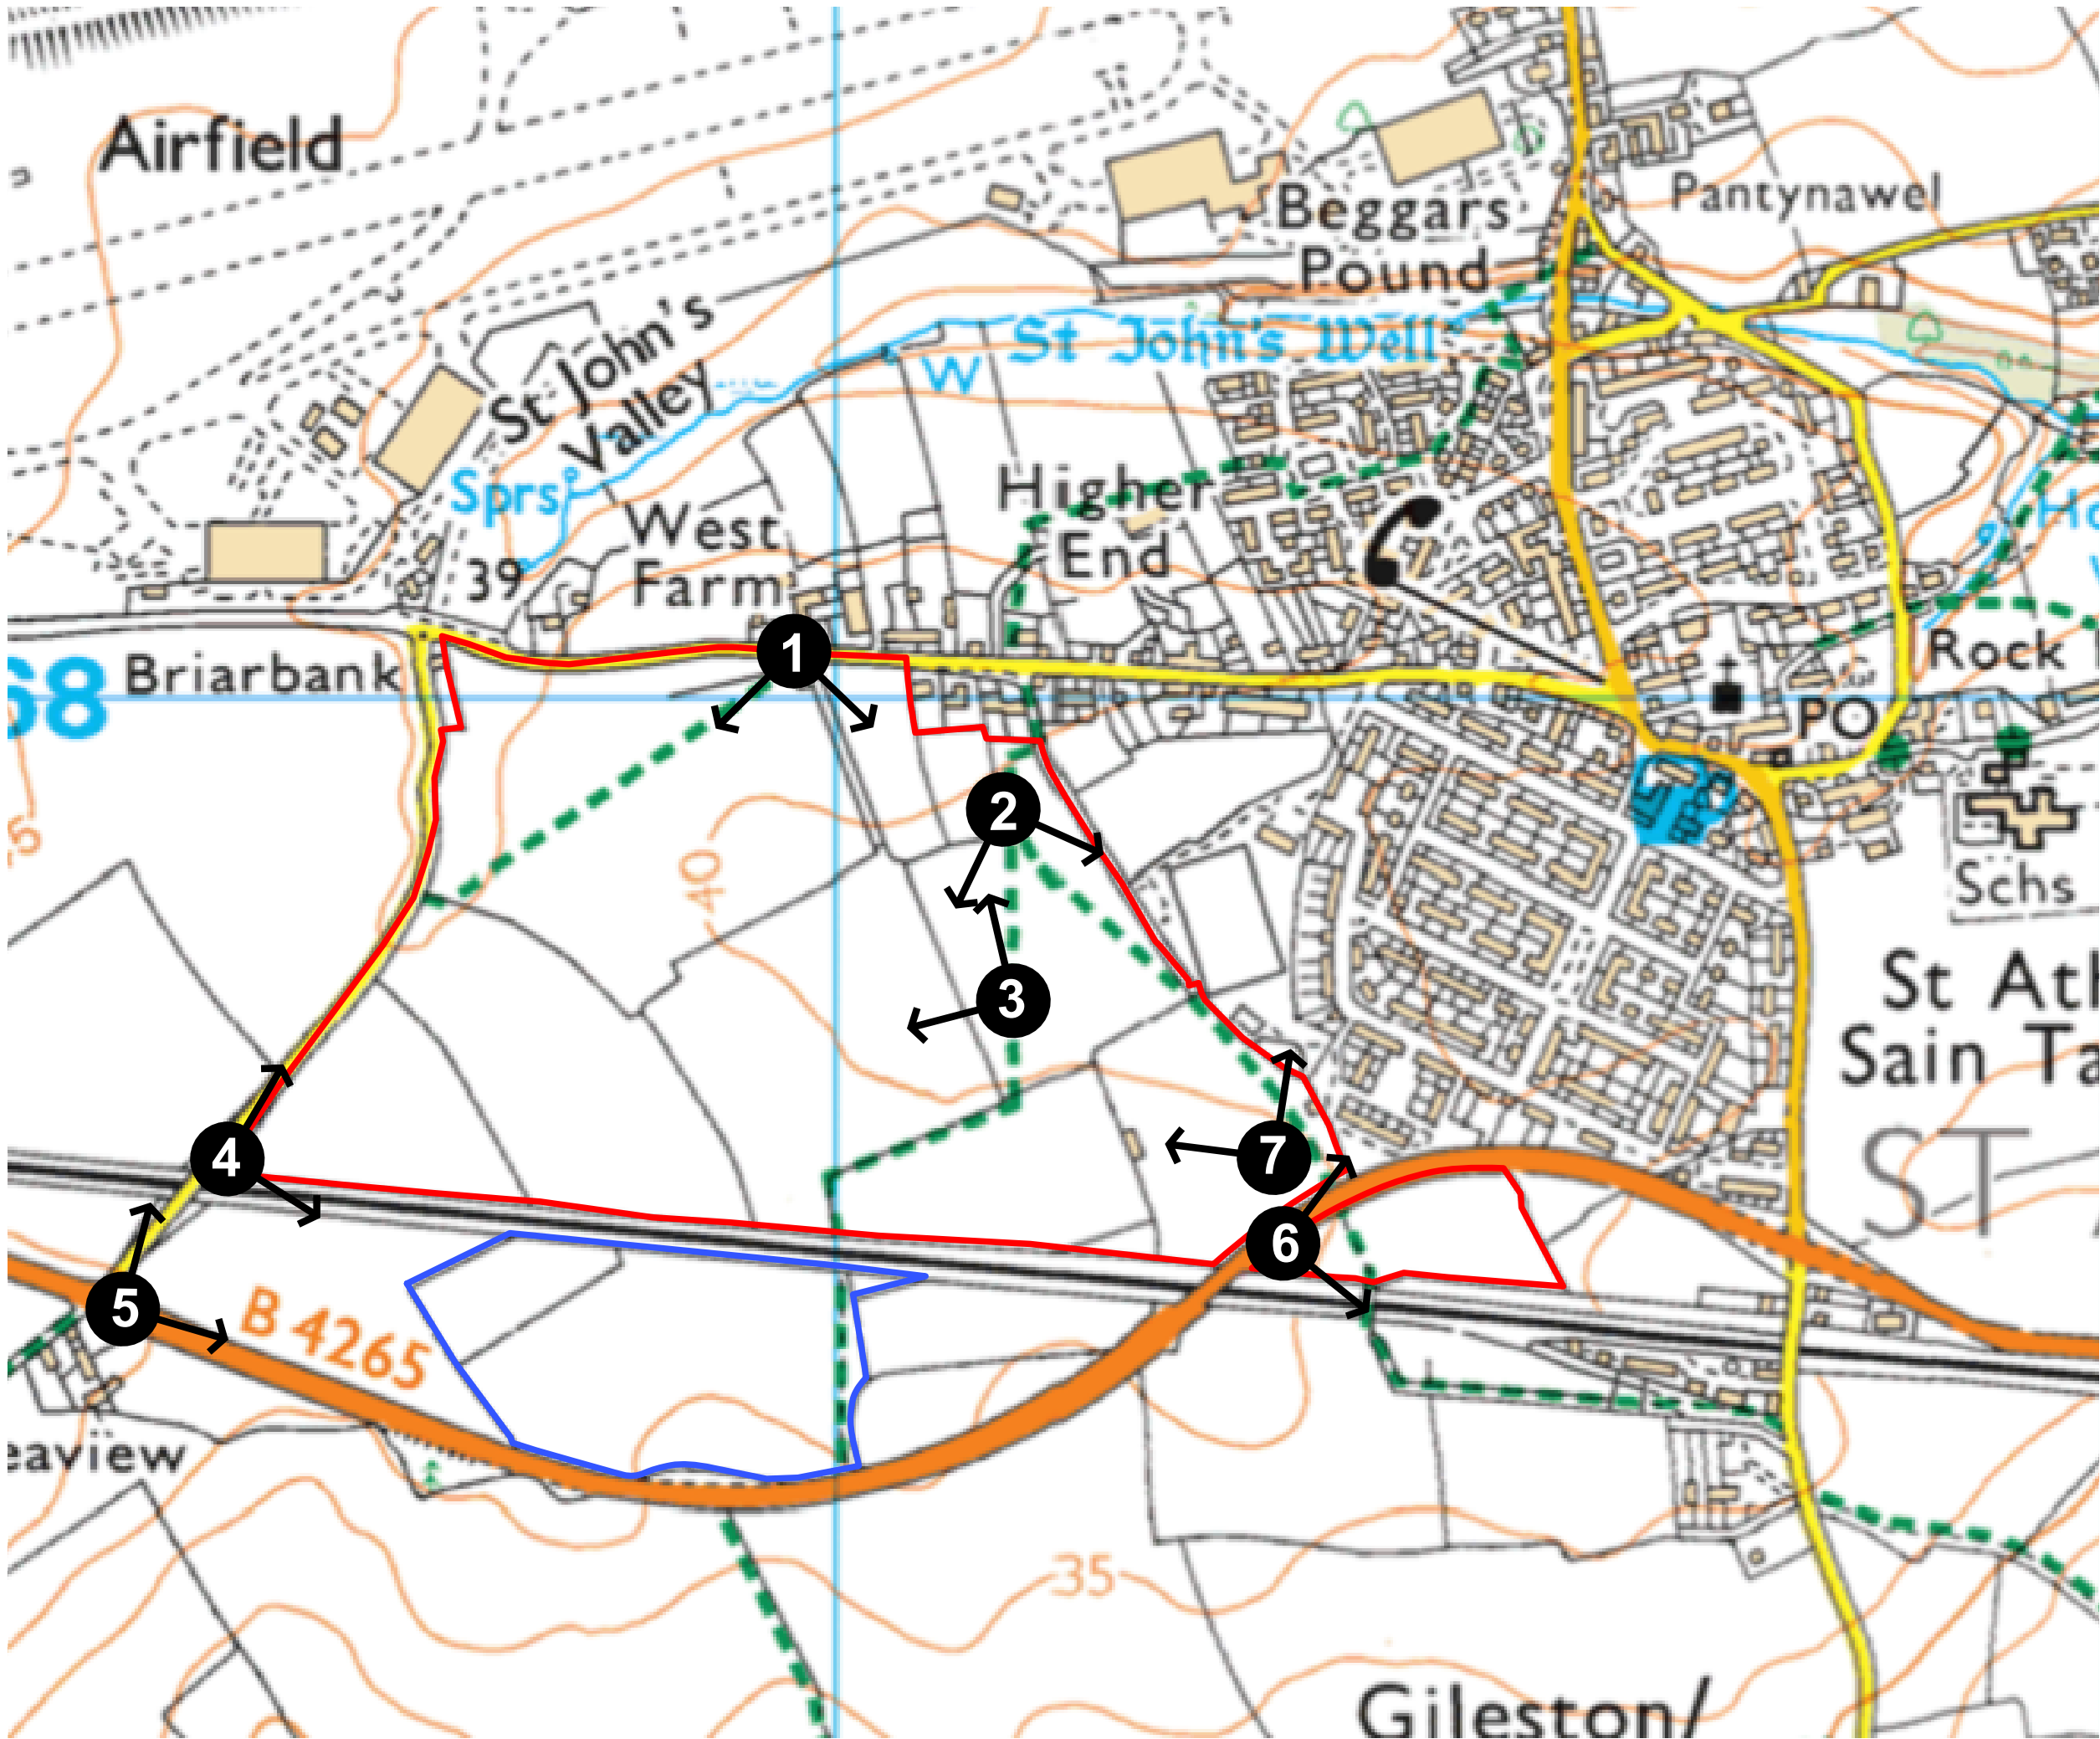 Airfield
Beggars
Pound
Pantynawel
St John's
Valley
St John's Well
W
Sprs
Higher
End
West
Farm
39
1
Briarbank
68
Rock
PO
2
40
Schs
3
St Ath
Sain Ta
ST
4
7
6
5
B 4265
eaview
35
Gileston/